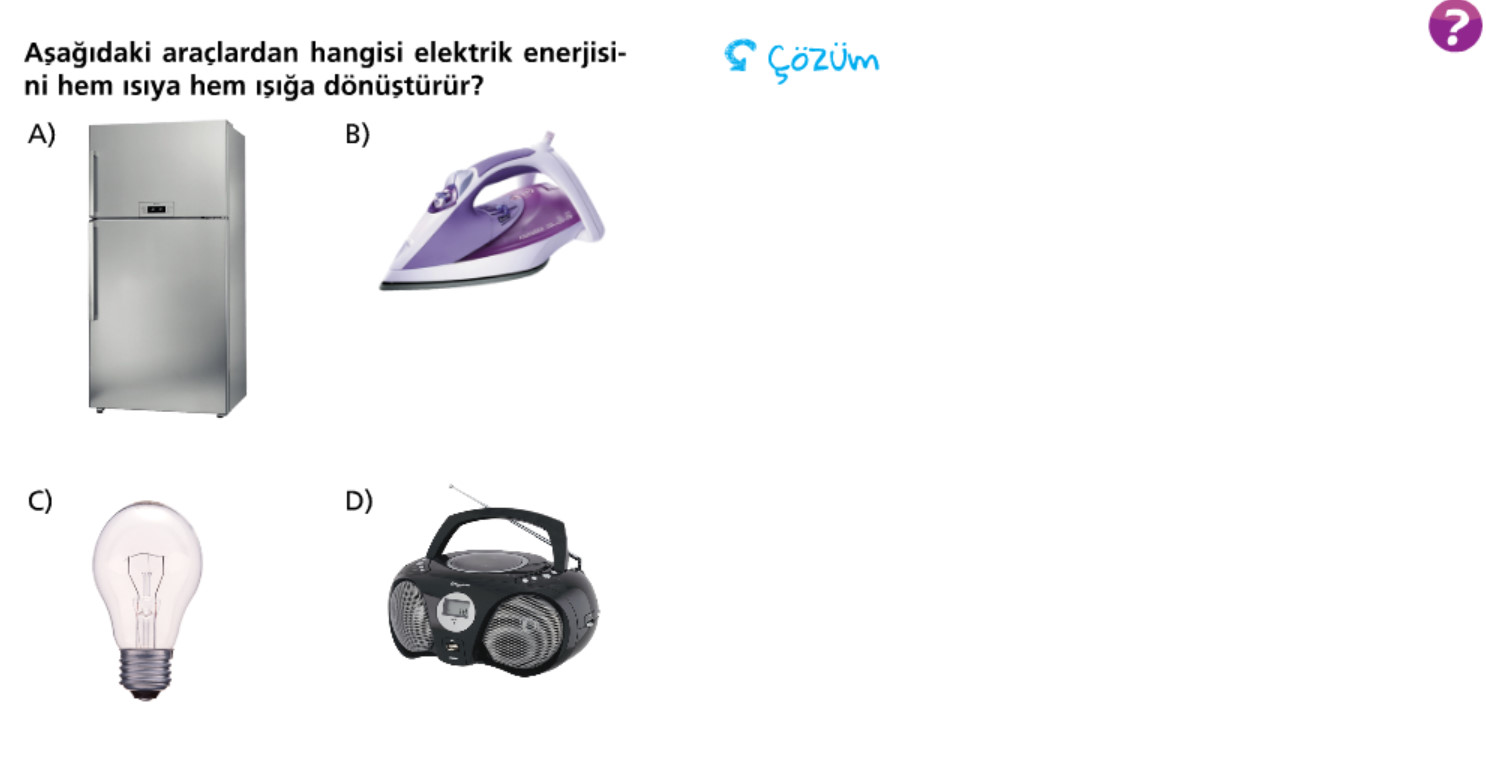 Aşağıdaki araçlardan hangisi elektrik enerjisi-
ni hem ısıya hem ışığa dönüştürür?
A)
B)
C)
D)
Çözüm
?